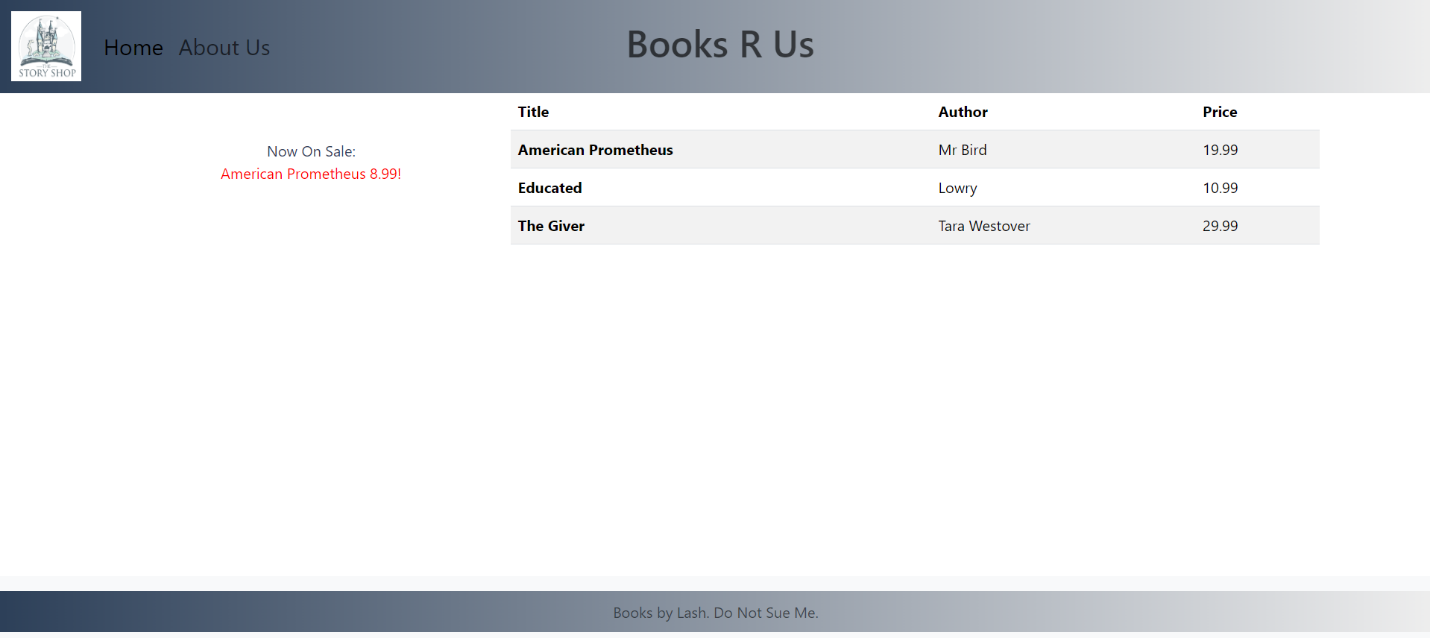 THE
STORY SHOP
Home About Us
Books R Us
Now On Sale:
American Prometheus 8.99!
Title Author Price
American Prometheus Mr Bird 19.99
Educated Lowry 10.99
The Giver Tara Westover 29.99
Books by Lash. Do Not Sue Me.